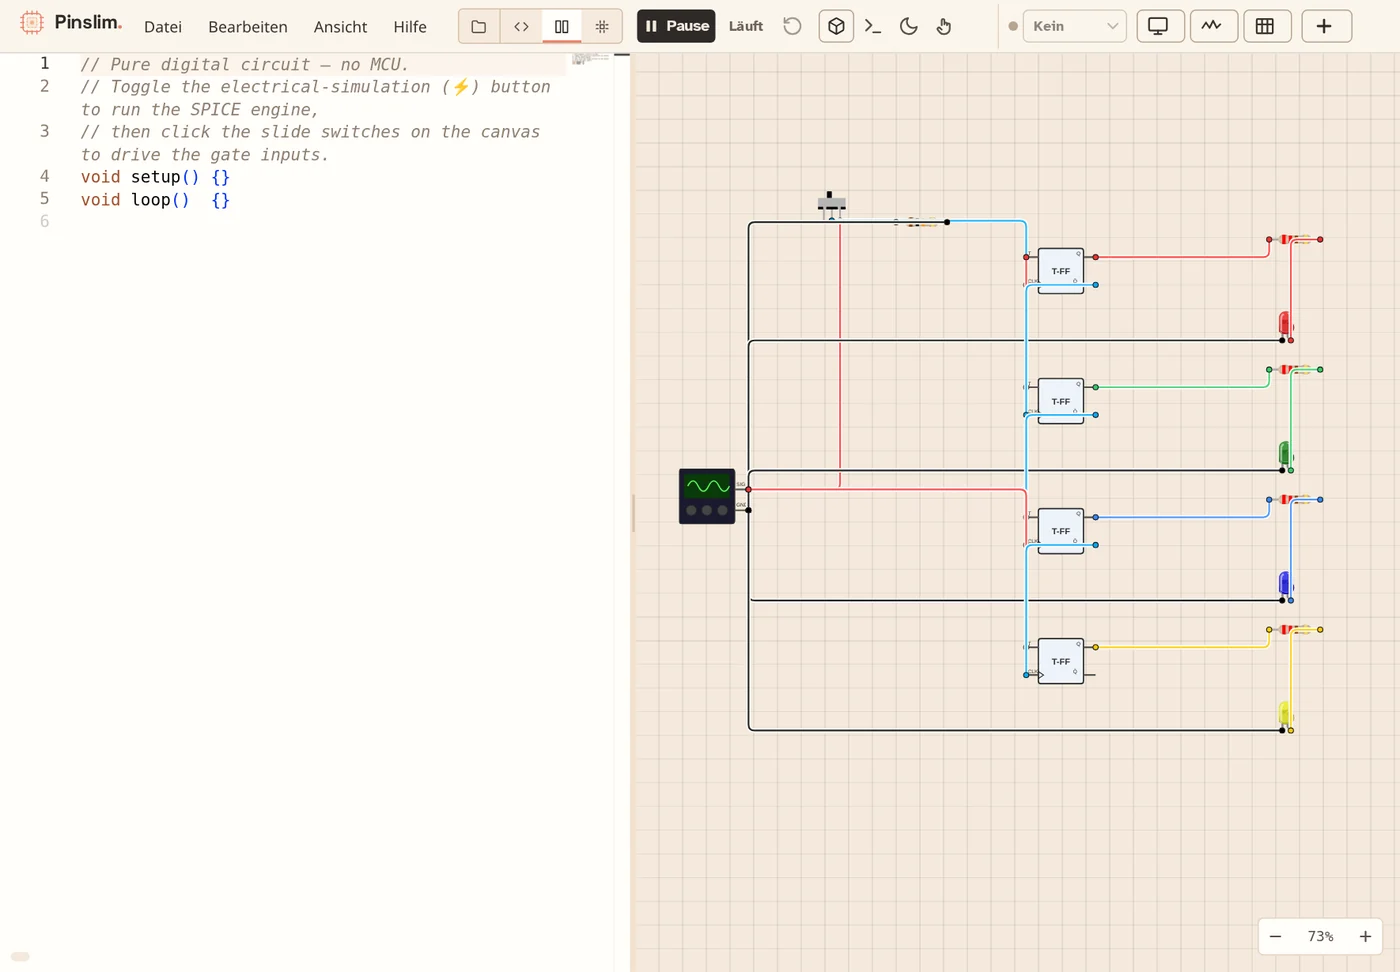 Pinslim.
Datei Bearbeiten Ansicht Hilfe
Pause Läuft
Kein
1 // Pure digital circuit — no MCU.
2 // Toggle the electrical-simulation (⚡) button
to run the SPICE engine,
3 // then click the slide switches on the canvas
to drive the gate inputs.
4 void setup() {}
5 void loop()  {}
6
T-FF
Q
T-FF
Q
SIG
T-FF
Q
T-FF
Q
73%